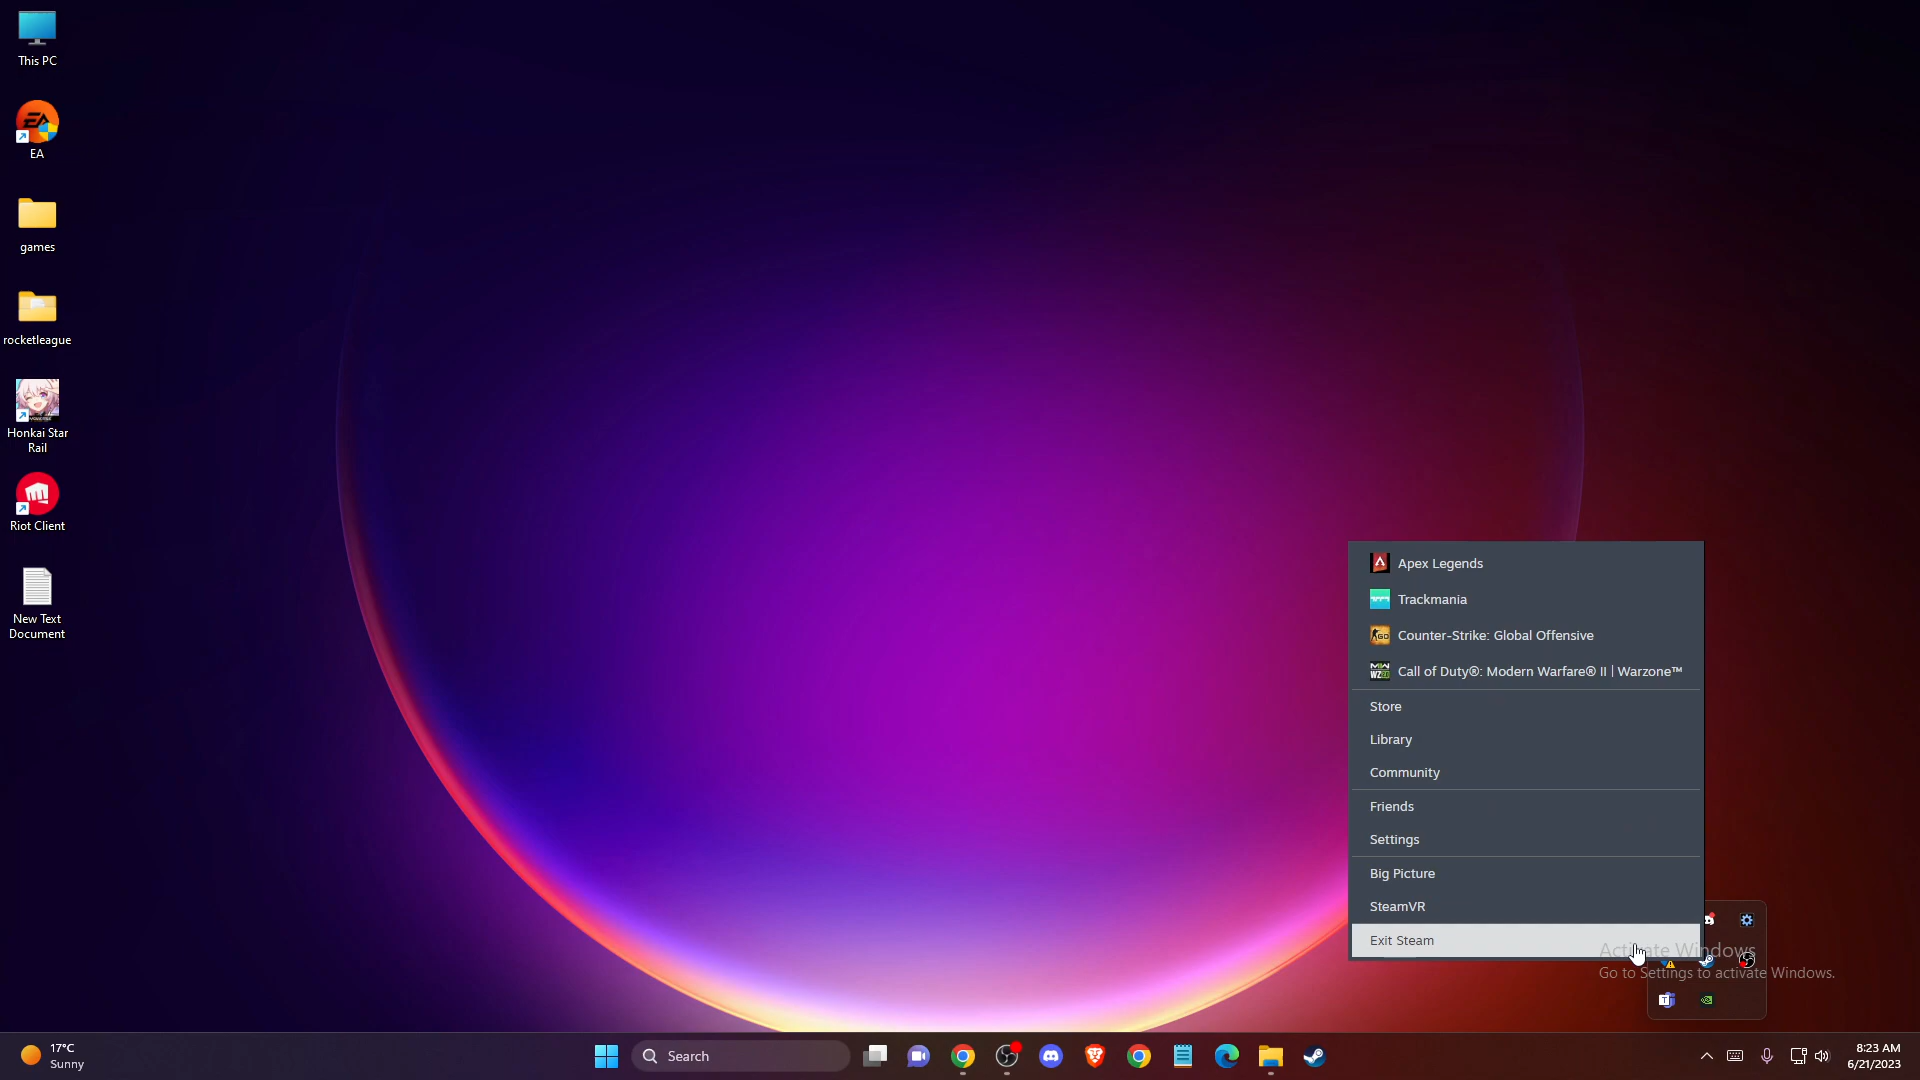 This PC
EA
games
rocketleague
Honkai Star
Rail
Riot Client
New Text
Document
Apex Legends
Trackmania
Counter-Strike: Global Offensive
Call of Duty®: Modern Warfare® II | Warzone™
Store
Library
Community
Friends
Settings
Big Picture
SteamVR
Exit Steam
Activate Windows
Go to Settings to activate Windows.
17°C
Sunny
Search
8:23 AM
6/21/2023